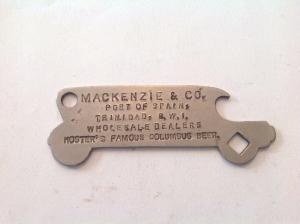 MACKENZIE & CO.
PORT OF SPAIN,
TRINIDAD, B.W.I.
WHOLESALE DEALERS
HOSTER'S FAMOUS COLUMBUS BEER.